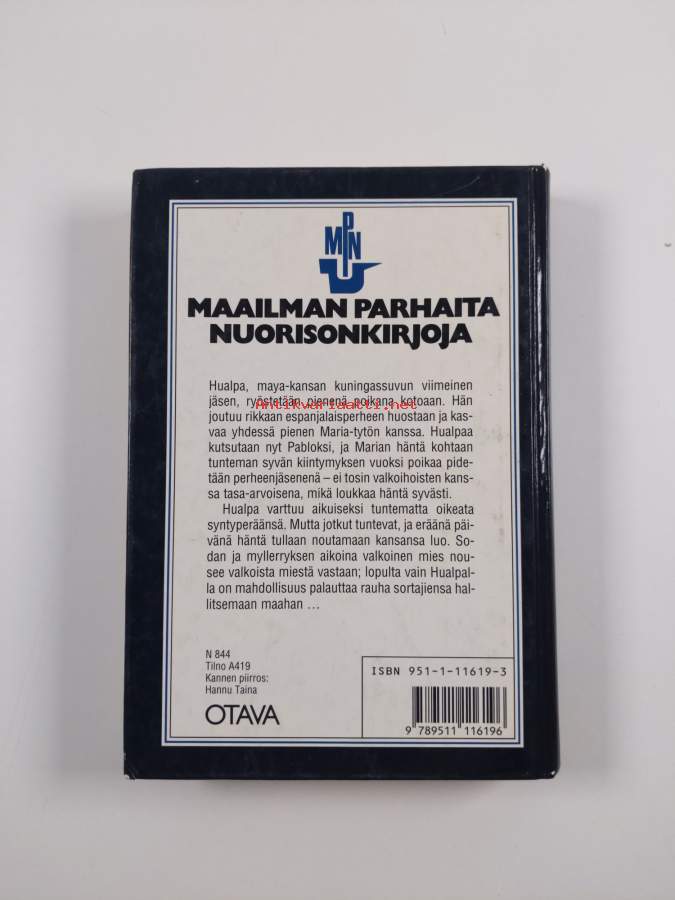 MPN
MAAILMAN PARHAITA
NUORISONKIRJOJA
Hualpa, maya-kansan kuningassuvun viimeinen
jäsen, ryöstetään pienenä poikana kotoaan. Hän
Antikvariaatti.net
joutuu rikkaan espanjalaisperheen huostaan ja kas-
vaa yhdessä pienen Maria-tytön kanssa. Hualpaa
kutsutaan nyt Pabloksi, ja Marian häntä kohtaan
tunteman syvän kiintymyksen vuoksi poikaa pide-
tään perheenjäsenenä – ei tosin valkoihoisten kans-
sa tasa-arvoisena, mikä loukkaa häntä syvästi.
Hualpa varttuu aikuiseksi tuntematta oikeata
syntyperäänsä. Mutta jotkut tuntevat, ja eräänä päi-
vänä häntä tullaan noutamaan kansansa luo. So-
dan ja myllerryksen aikoina valkoinen mies nou-
see valkoista miestä vastaan; lopulta vain Hualpal-
la on mahdollisuus palauttaa rauha sortajiensa hal-
litsemaan maahan ...
N 844
Tilno A419
Kannen piirros:
Hannu Taina
OTAVA
ISBN 951-1-11619-3
9 789511 116196